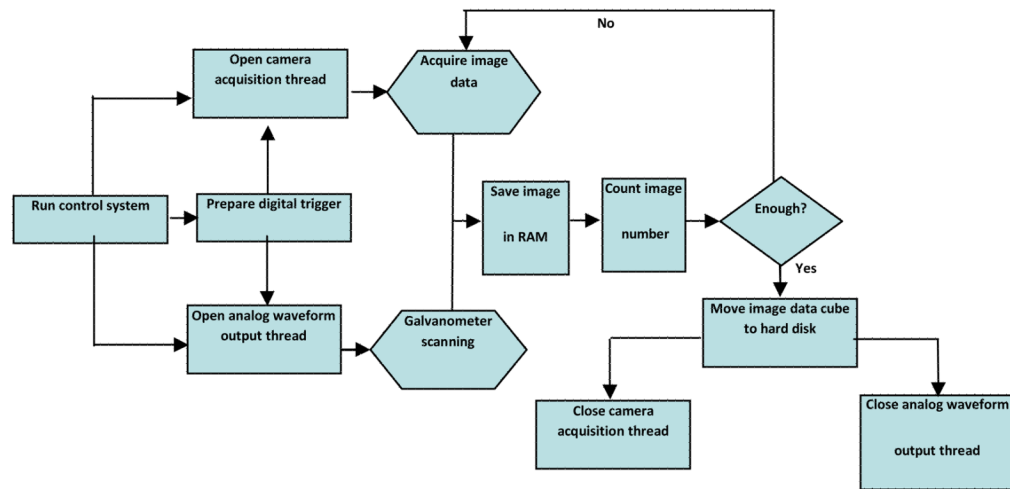 No
Open camera
acquisition thread
Acquire image
data
Run control system
Prepare digital trigger
Save image
in RAM
Count image
number
Enough?
Yes
Open analog waveform
output thread
Galvanometer
scanning
Move image data cube
to hard disk
Close camera
acquisition thread
Close analog waveform
output thread